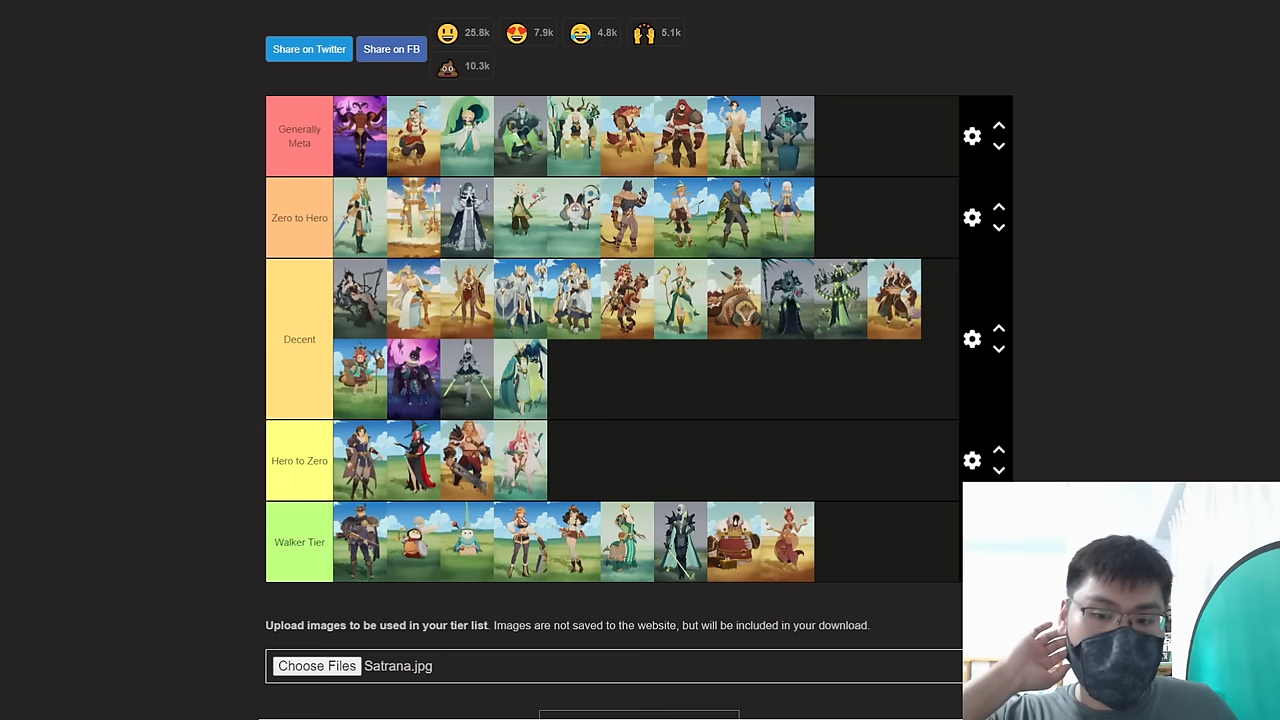 Share on Twitter
Share on FB
25.8k
7.9k
4.8k
5.1k
10.3k
Generally
Meta
Zero to Hero
Decent
Hero to Zero
Walker Tier
Upload images to be used in your tier list. Images are not saved to the website, but will be included in your download.
Choose Files Satrana.jpg